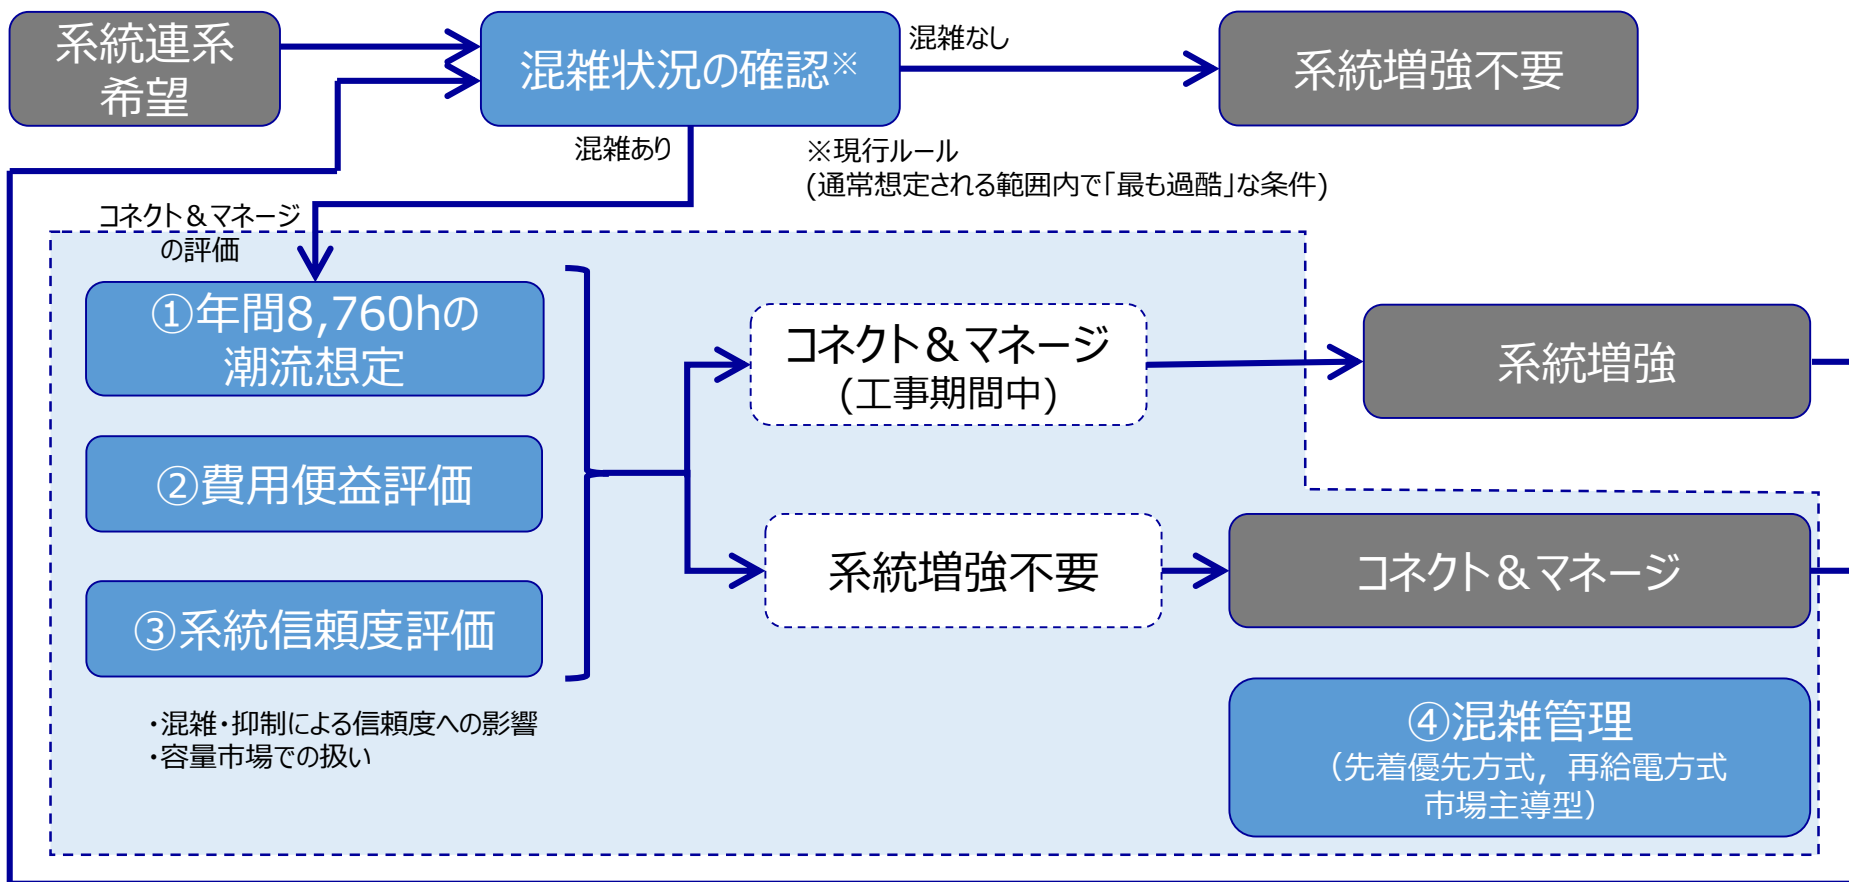 系統連系
希望
混雑状況の確認※
混雑なし
系統増強不要
混雑あり
※現行ルール
(通常想定される範囲内で「最も過酷」な条件)
コネクト＆マネージ
の評価
①年間8,760hの
潮流想定
②費用便益評価
③系統信頼度評価
・混雑・抑制による信頼度への影響
・容量市場での扱い
コネクト＆マネージ
(工事期間中)
系統増強
系統増強不要
コネクト＆マネージ
④混雑管理
（先着優先方式，再給電方式
市場主導型）